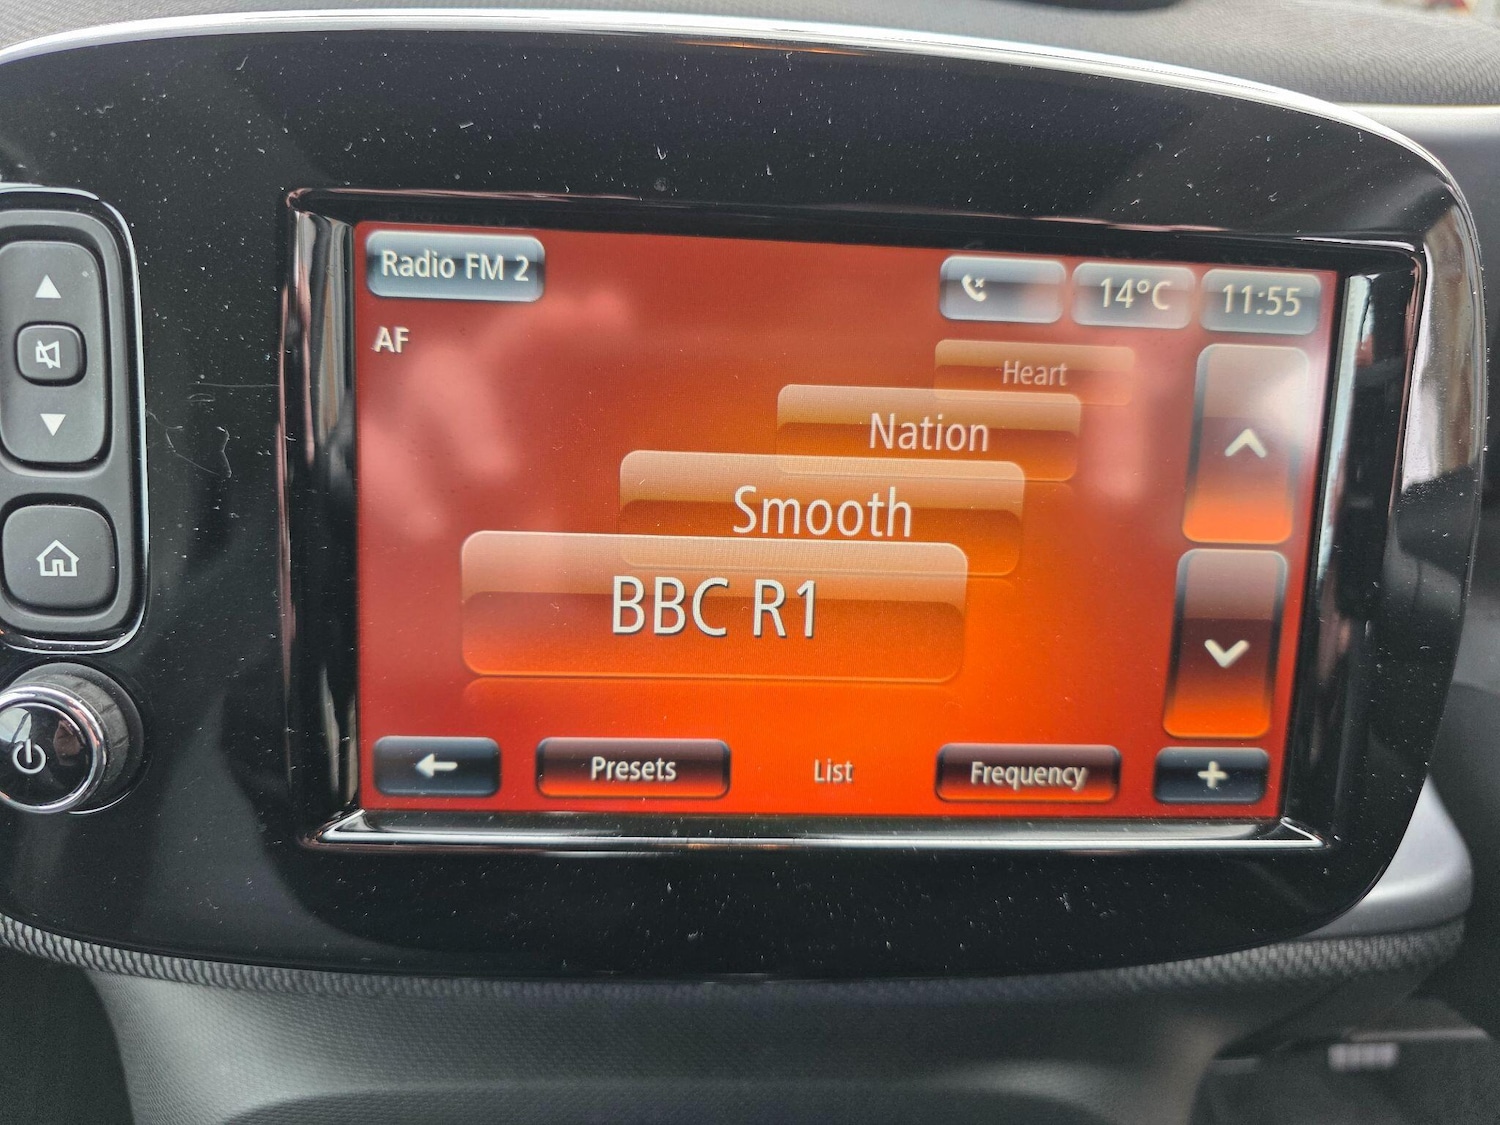 Radio FM 2
14°C
11:55
AF
Heart
Nation
Smooth
BBC R1
Presets
List
Frequency